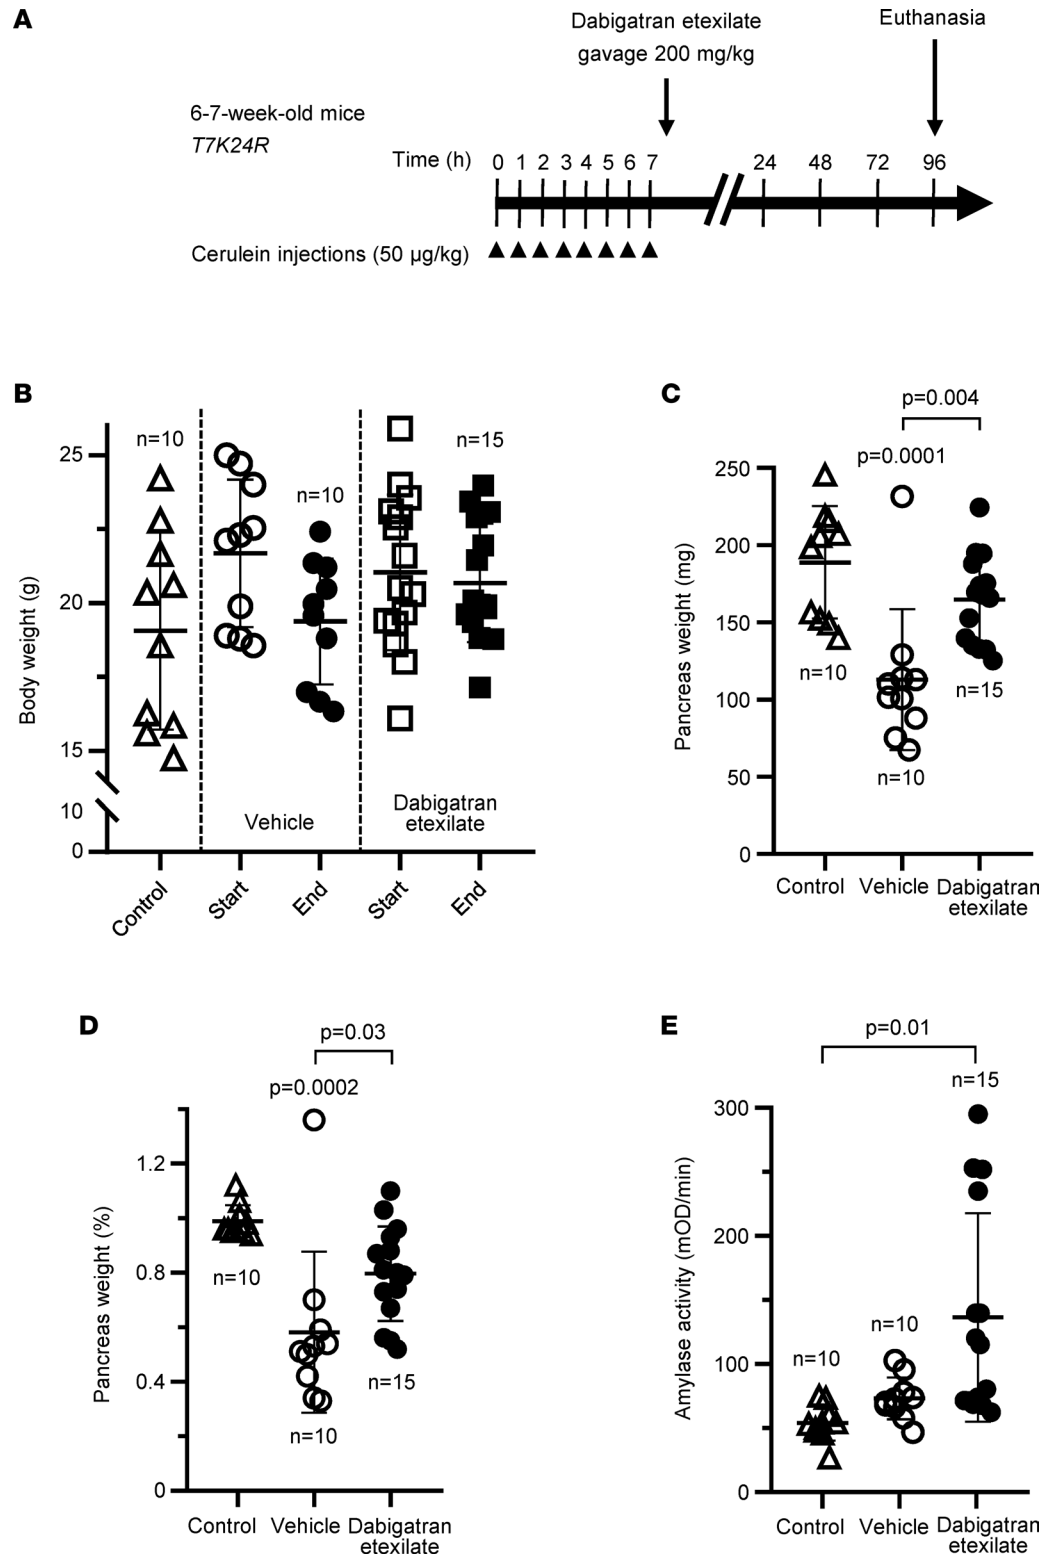 A
Dabigatran etexilate
gavage 200 mg/kg
Euthanasia
6-7-week-old mice
T7K24R
Time (h) 0 1 2 3 4 5 6 7 24 48 72 96
Cerulein injections (50 µg/kg)
B
Body weight (g)
25
20
15
10
0
n=10
n=10
n=15
Vehicle
Dabigatran
etexilate
Control
Start
End
Start
End
C
p=0.004
p=0.0001
Pancreas weight (mg)
250
200
150
100
50
0
n=10
n=15
n=10
Control Vehicle Dabigatran
etexilate
D
p=0.03
p=0.0002
Pancreas weight (%)
1.2
0.8
0.4
0
n=10
n=15
n=10
Control Vehicle Dabigatran
etexilate
E
p=0.01
n=15
Amylase activity (mOD/min)
300
200
100
0
n=10
n=10
Control Vehicle Dabigatran
etexilate